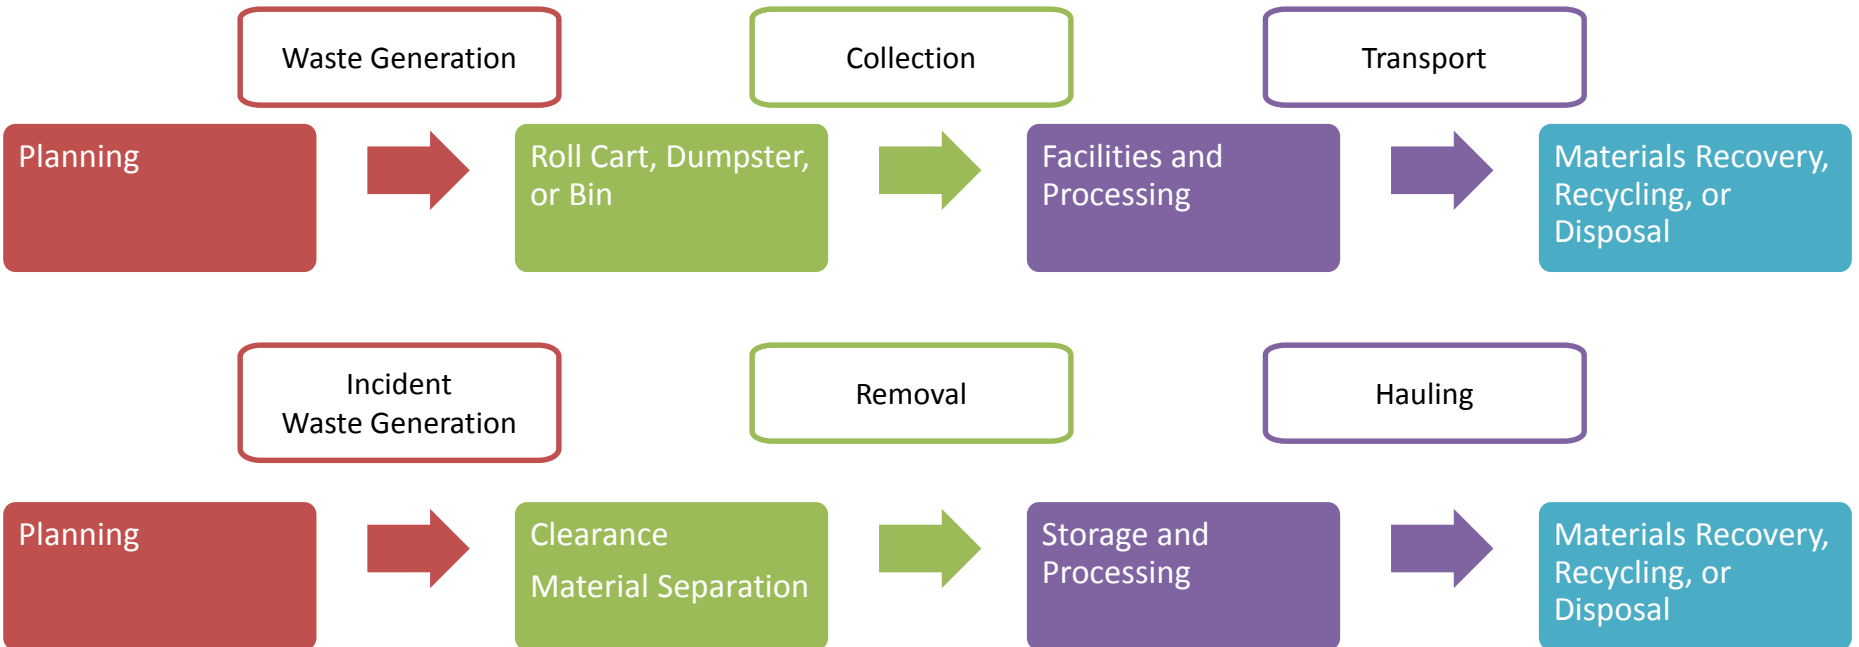 Waste Generation
Collection
Transport
Planning
Roll Cart, Dumpster,
or Bin
Facilities and
Processing
Materials Recovery,
Recycling, or
Disposal
Incident
Waste Generation
Removal
Hauling
Planning
Clearance
Material Separation
Storage and
Processing
Materials Recovery,
Recycling, or
Disposal